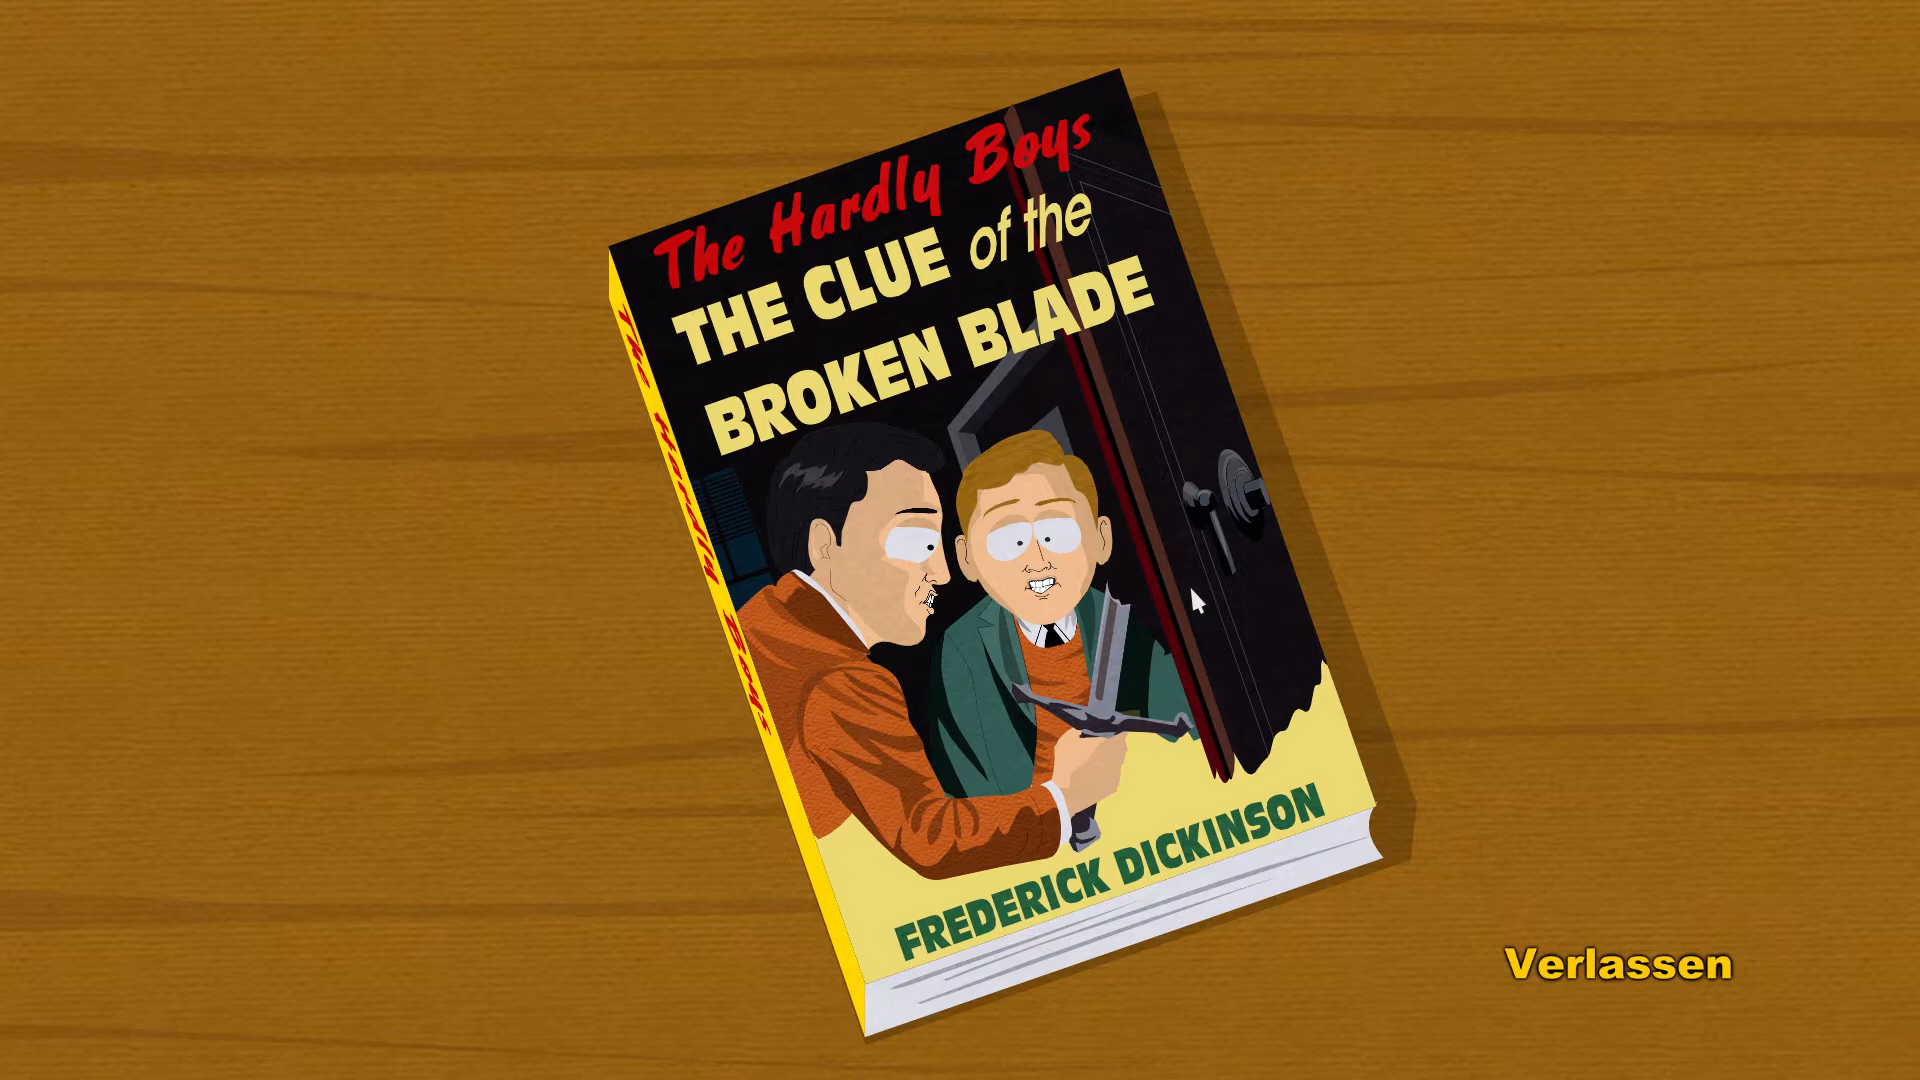 The Hardly Boys
THE CLUE of the
BROKEN BLADE
FREDERICK DICKINSON
The Hardly Boys
Verlassen